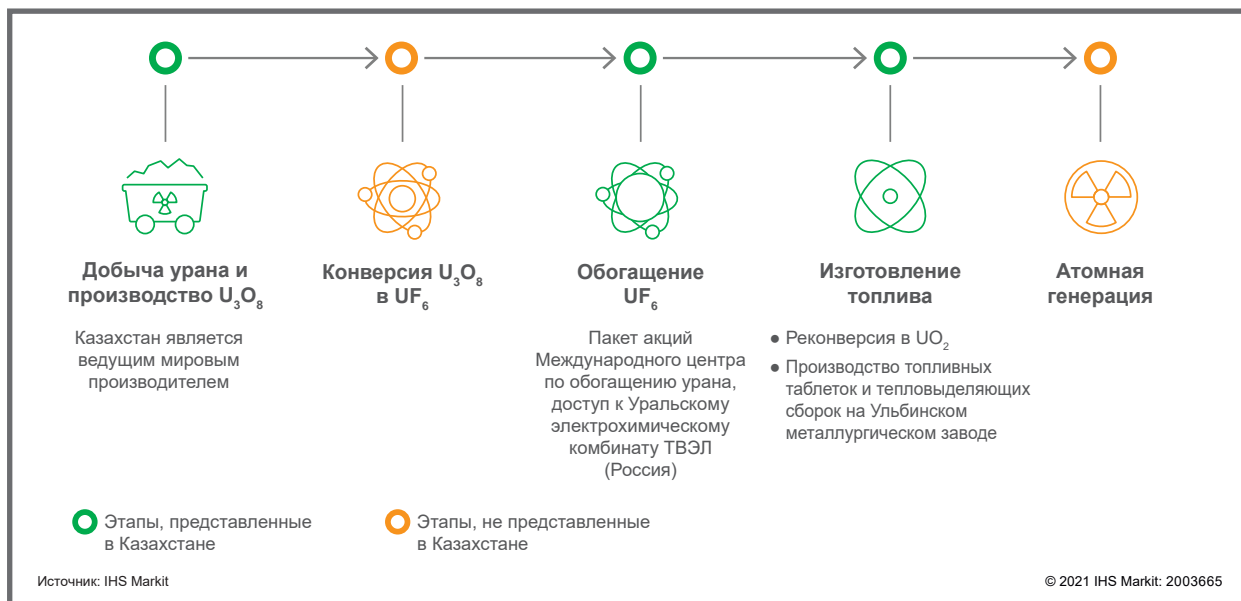 Добыча урана и
производство U₃O₈
Казахстан является
ведущим мировым
производителем
Конверсия U₃O₈
в UF₆
Обогащение
UF₆
Пакет акций
Международного центра
по обогащению урана,
доступ к Уральскому
электрохимическому
комбинату ТВЭЛ
(Россия)
Изготовление
топлива
● Реконверсия в UO₂
● Производство топливных
таблеток и тепловыделяющих
сборок на Ульбинском
металлургическом заводе
Атомная
генерация
Этапы, представленные
в Казахстане
Этапы, не представленные
в Казахстане
Источник: IHS Markit
© 2021 IHS Markit: 2003665